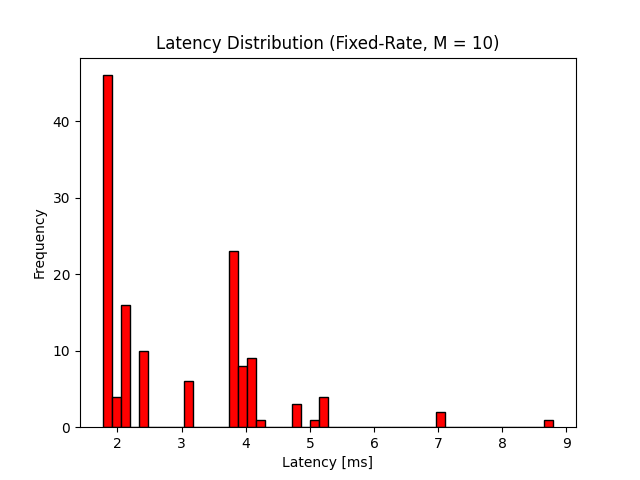 Latency Distribution (Fixed-Rate, M = 10)
40
30
20
10
0
Frequency
2 3 4 5 6 7 8 9
Latency [ms]